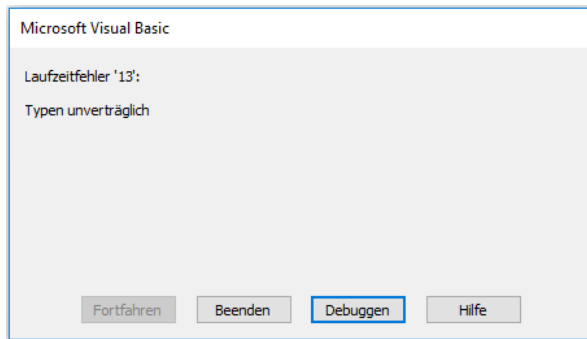 Microsoft Visual Basic
Laufzeitfehler '13':
Typen unverträglich
Fortfahren Beenden Debuggen Hilfe